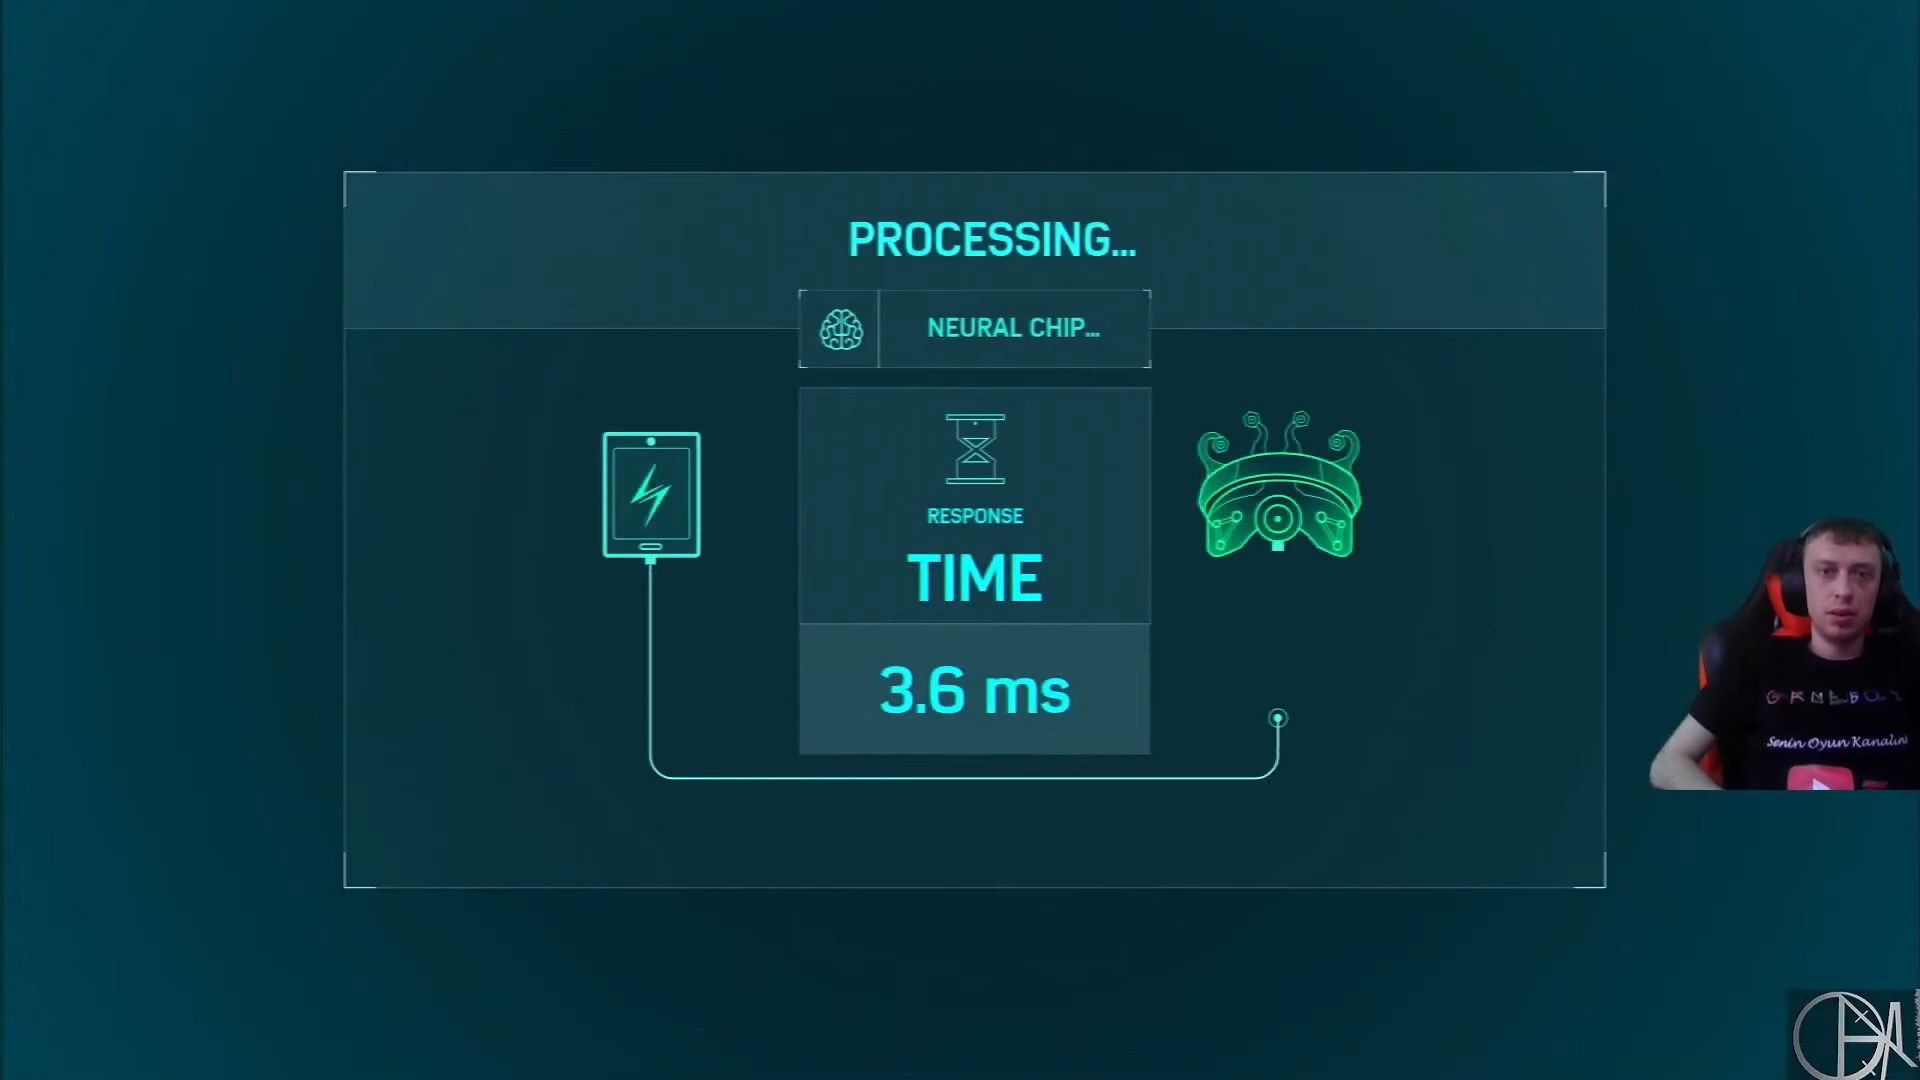 PROCESSING...
NEURAL CHIP...
RESPONSE
TIME
3.6 ms
Senin Oyun Kanalın